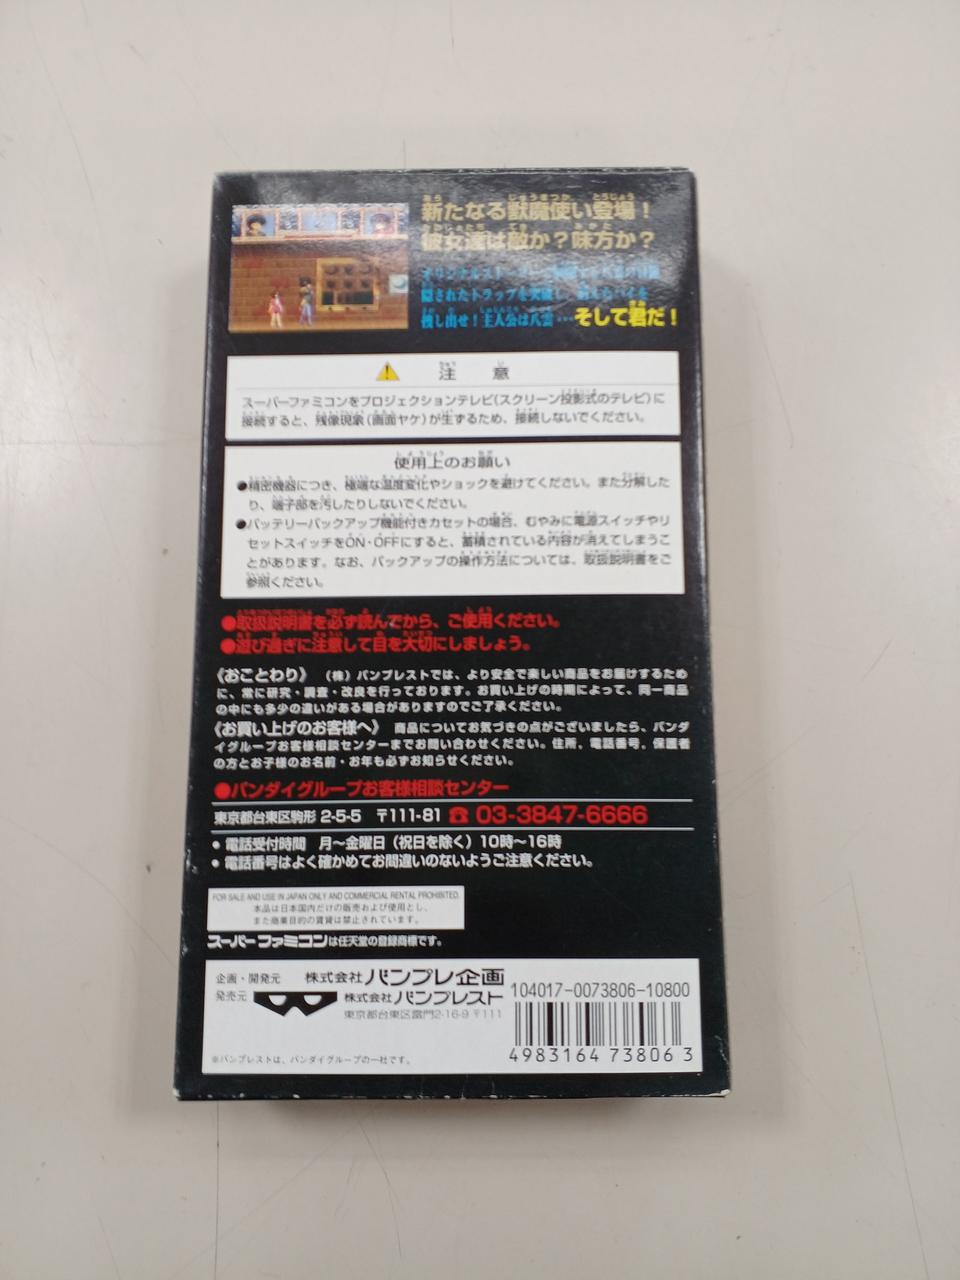 新たなる獣魔使い登場！
彼女達は敵か？味方か？
オリジナルストーリーで
隠されたトラップを突破し、
捜し出せ！主人公は八雲…そして君だ！
注 意
スーパーファミコンをプロジェクションテレビ（スクリーン投影式のテレビ）に
接続すると、残像現象（画面ヤケ）が生ずるため、接続しないでください。
使用上のお願い
●精密機器につき、極端な温度変化やショックを避けてください。また分解した
り、端子部を汚したりしないでください。
●バッテリーバックアップ機能付きカセットの場合、むやみに電源スイッチやリ
セットスイッチをON・OFFにすると、蓄積されている内容が消えてしまうこ
とがあります。なお、バックアップの操作方法については、取扱説明書をご
参照ください。
●取扱説明書を必ず読んでから、ご使用ください。
●遊び過ぎに注意して目を大切にしましょう。
《おことわり》（株）バンプレストでは、より安全で楽しい商品をお届けするため
に、常に研究・調査・改良を行っております。お買い上げの時期によって、同一商品
の中にも多少の違いがある場合がありますのでご了承ください。
《お買い上げのお客様へ》 商品についてお気づきの点がございましたら、バンダ
イグループお客様相談センターまでお問い合わせください。住所、電話番号、保護者
の方とお子様のお名前・お年も必ずお知らせください。
●バンダイグループお客様相談センター
東京都台東区駒形 2-5-5 〒111-81 ☎ 03-3847-6666
• 電話受付時間 月～金曜日（祝日を除く）10時～16時
• 電話番号はよく確かめてお間違いのないようご注意ください。
FOR SALE AND USE IN JAPAN ONLY AND COMMERCIAL RENTAL PROHIBITED.
本品は日本国内だけの販売および使用とし、
また商業目的の賃貸は禁止されています。
スーパーファミコンは任天堂の登録商標です。
企画・開発元 株式会社バンプレ企画
発売元 株式会社バンプレスト
東京都台東区雷門2-16-9 〒111
104017-0073806-10800
4983164 738063
※バンプレストは、バンダイグループの一社です。